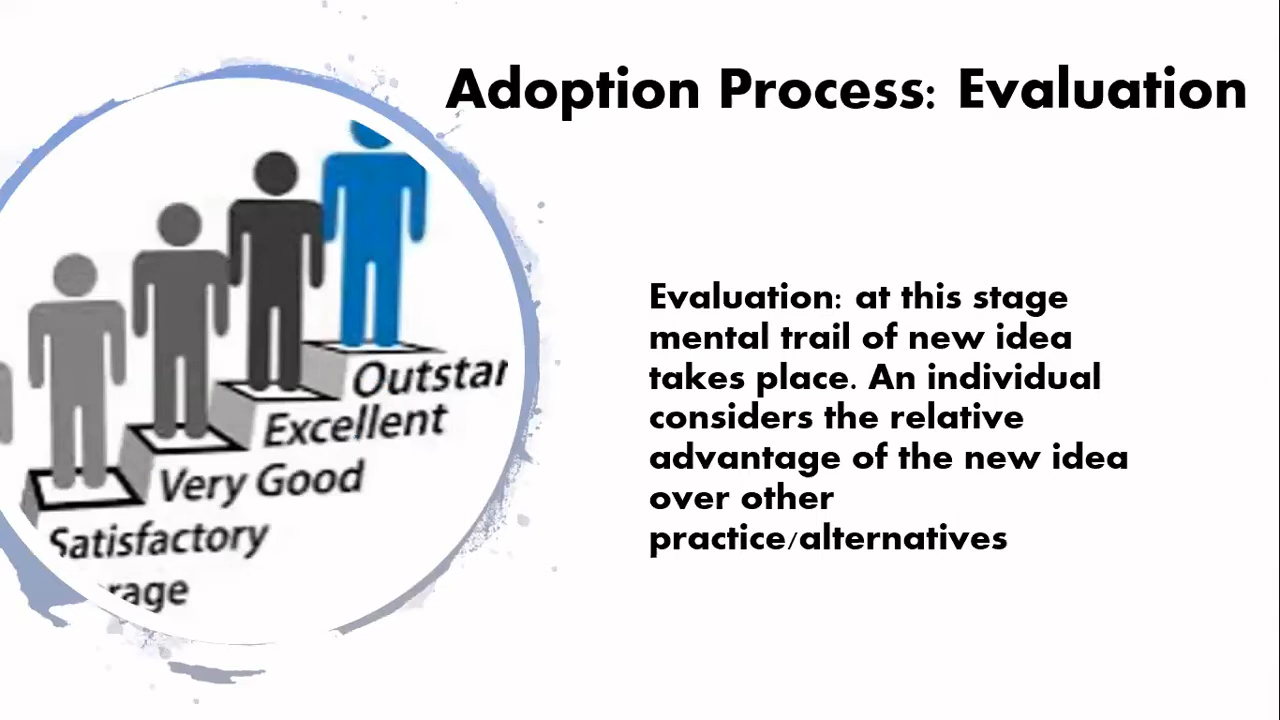 Adoption Process: Evaluation
Evaluation: at this stage
mental trail of new idea
takes place. An individual
considers the relative
advantage of the new idea
over other
practice/alternatives
Outstar
Excellent
Very Good
Satisfactory
rage